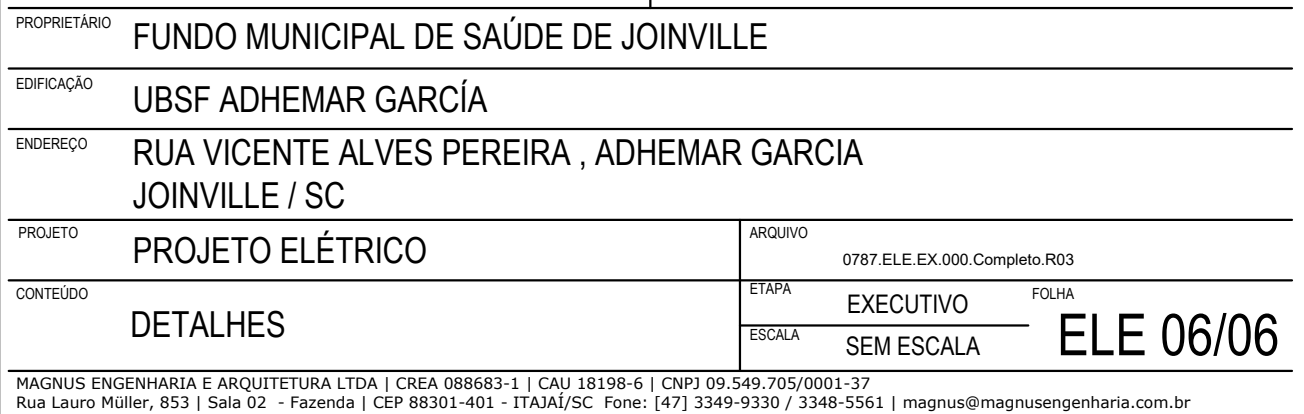 PROPRIETÁRIO
FUNDO MUNICIPAL DE SAÚDE DE JOINVILLE
EDIFICAÇÃO
UBSF ADHEMAR GARCÍA
ENDEREÇO
RUA VICENTE ALVES PEREIRA , ADHEMAR GARCIA
JOINVILLE / SC
PROJETO
PROJETO ELÉTRICO
ARQUIVO
0787.ELE.EX.000.Completo.R03
CONTEÚDO
DETALHES
ETAPA
EXECUTIVO
ESCALA
SEM ESCALA
FOLHA
ELE 06/06
MAGNUS ENGENHARIA E ARQUITETURA LTDA | CREA 088683-1 | CAU 18198-6 | CNPJ 09.549.705/0001-37
Rua Lauro Müller, 853 | Sala 02 - Fazenda | CEP 88301-401 - ITAJAÍ/SC Fone: [47] 3349-9330 / 3348-5561 | magnus@magnusengenharia.com.br